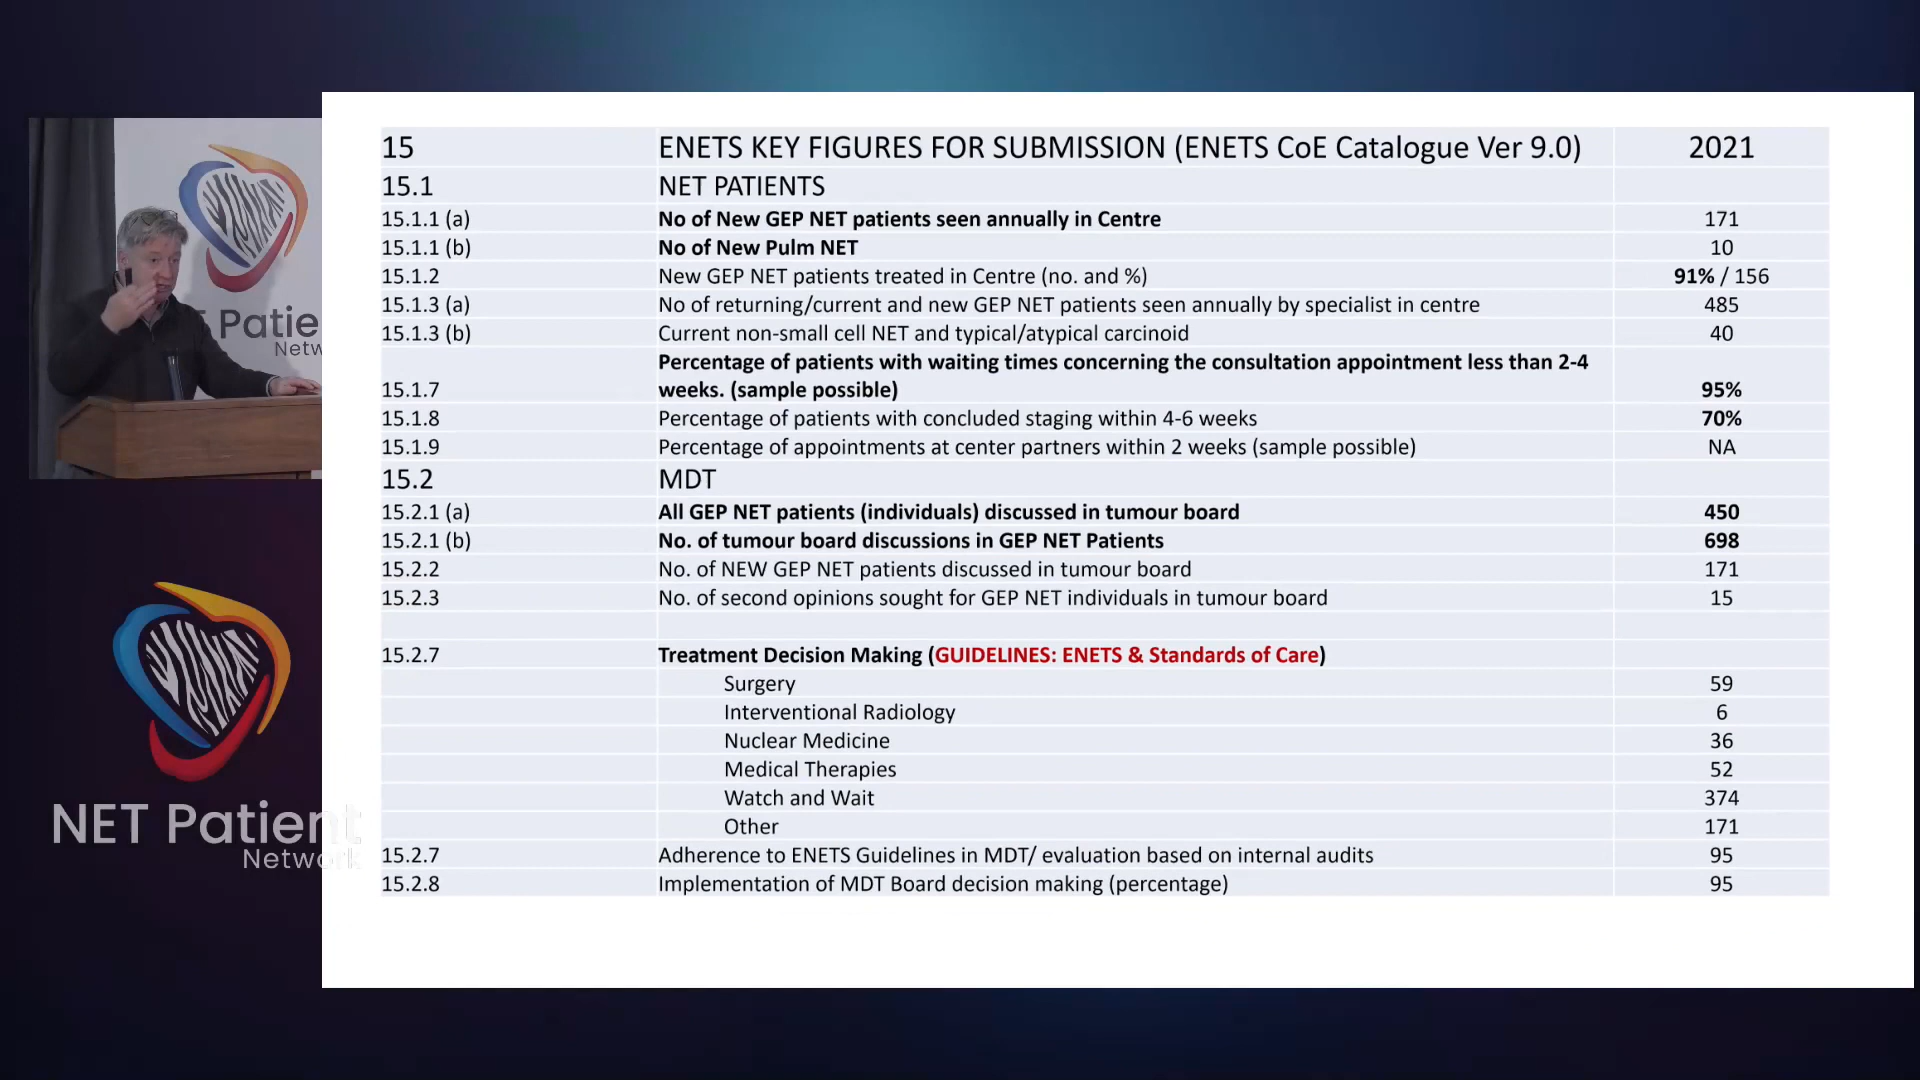 15 ENETS KEY FIGURES FOR SUBMISSION (ENETS CoE Catalogue Ver 9.0) 2021
15.1 NET PATIENTS
15.1.1 (a) No of New GEP NET patients seen annually in Centre 171
15.1.1 (b) No of New Pulm NET 10
15.1.2 New GEP NET patients treated in Centre (no. and %) 91% / 156
15.1.3 (a) No of returning/current and new GEP NET patients seen annually by specialist in centre 485
15.1.3 (b) Current non-small cell NET and typical/atypical carcinoid 40
Percentage of patients with waiting times concerning the consultation appointment less than 2-4
15.1.7 weeks. (sample possible) 95%
15.1.8 Percentage of patients with concluded staging within 4-6 weeks 70%
15.1.9 Percentage of appointments at center partners within 2 weeks (sample possible) NA
15.2 MDT
15.2.1 (a) All GEP NET patients (individuals) discussed in tumour board 450
15.2.1 (b) No. of tumour board discussions in GEP NET Patients 698
15.2.2 No. of NEW GEP NET patients discussed in tumour board 171
15.2.3 No. of second opinions sought for GEP NET individuals in tumour board 15
15.2.7 Treatment Decision Making (GUIDELINES: ENETS & Standards of Care)
Surgery 59
Interventional Radiology 6
Nuclear Medicine 36
Medical Therapies 52
Watch and Wait 374
Other 171
15.2.7 Adherence to ENETS Guidelines in MDT/ evaluation based on internal audits 95
15.2.8 Implementation of MDT Board decision making (percentage) 95
T Patie
Netw
NET Patient
Network